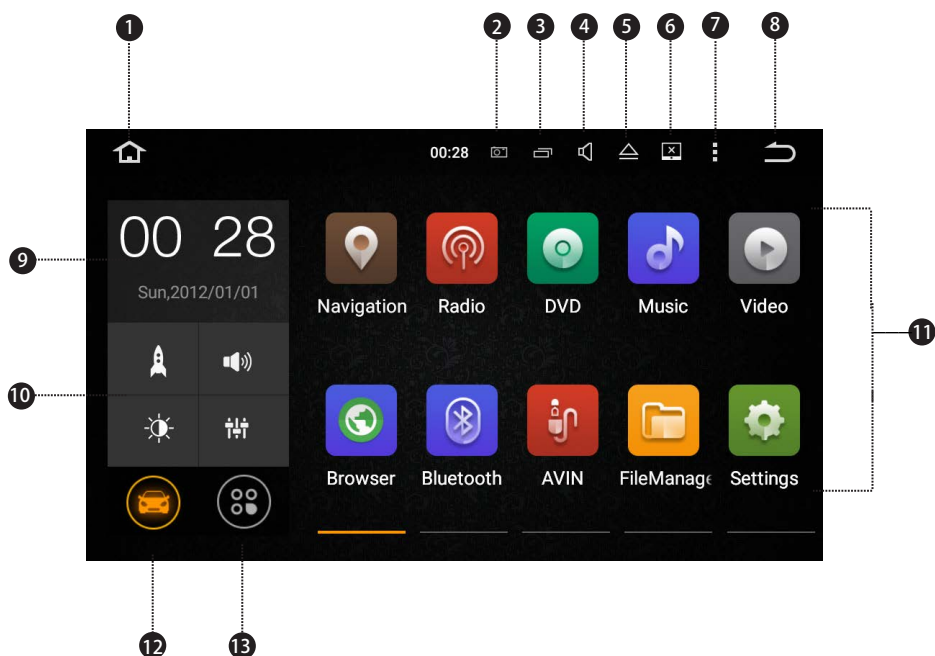 1 2 3 4 5 6 7 8
00:28
00 28
9
Sun,2012/01/01
Navigation Radio DVD Music Video
11
10
Browser Bluetooth AVIN FileManage Settings
12 13